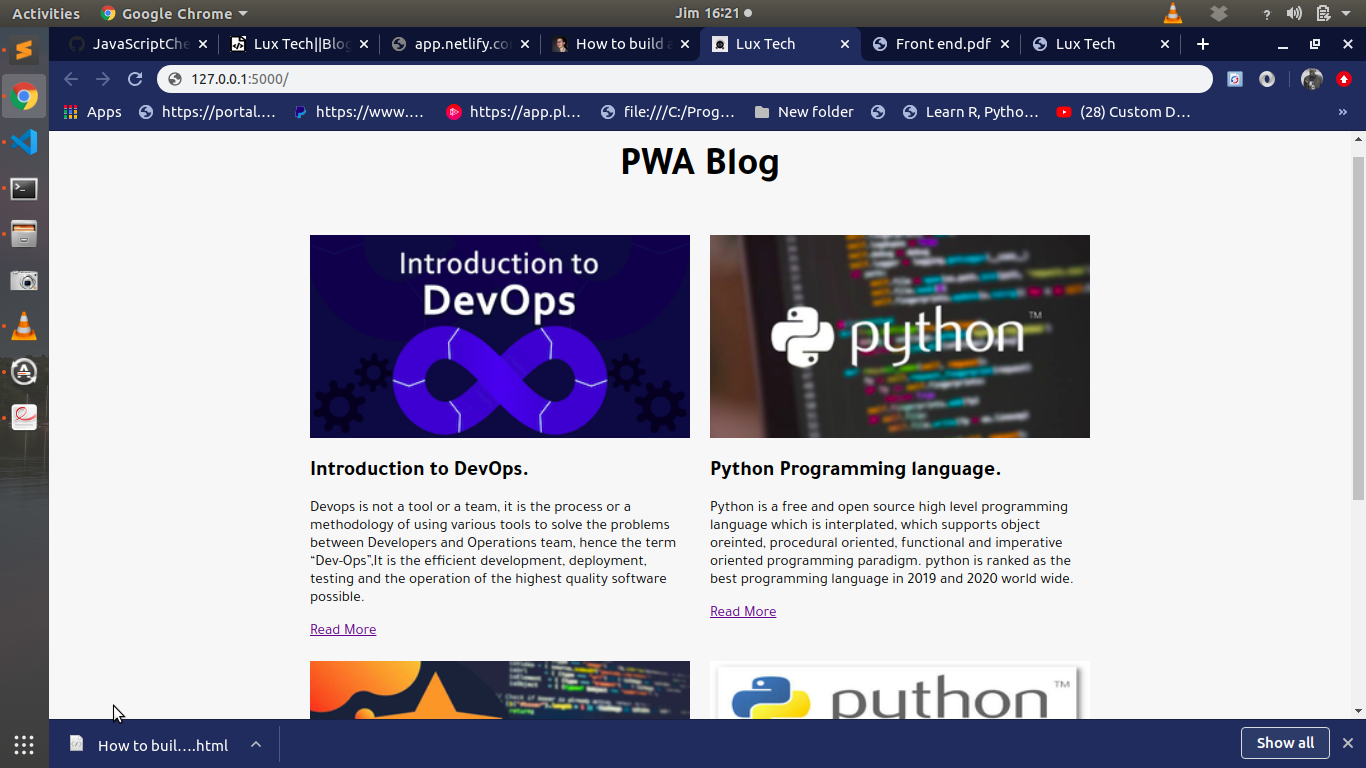 Activities
Google Chrome
Jim 16:21
JavaScriptChe
Lux Tech||Blog
app.netlify.co
How to build a
Lux Tech
Front end.pdf
Lux Tech
127.0.0.1:5000/
Apps
https://portal.…
https://www.…
https://app.pl…
file:///C:/Prog…
New folder
Learn R, Pytho…
(28) Custom D…
»
PWA Blog
Introduction to
DevOps
python™
Introduction to DevOps.
Devops is not a tool or a team, it is the process or a
methodology of using various tools to solve the problems
between Developers and Operations team, hence the term
“Dev-Ops”,It is the efficient development, deployment,
testing and the operation of the highest quality software
possible.
Read More
Python Programming language.
Python is a free and open source high level programming
language which is interplated, which supports object
oreinted, procedural oriented, functional and imperative
oriented programming paradigm. python is ranked as the
best programming language in 2019 and 2020 world wide.
Read More
python™
How to buil….html
Show all